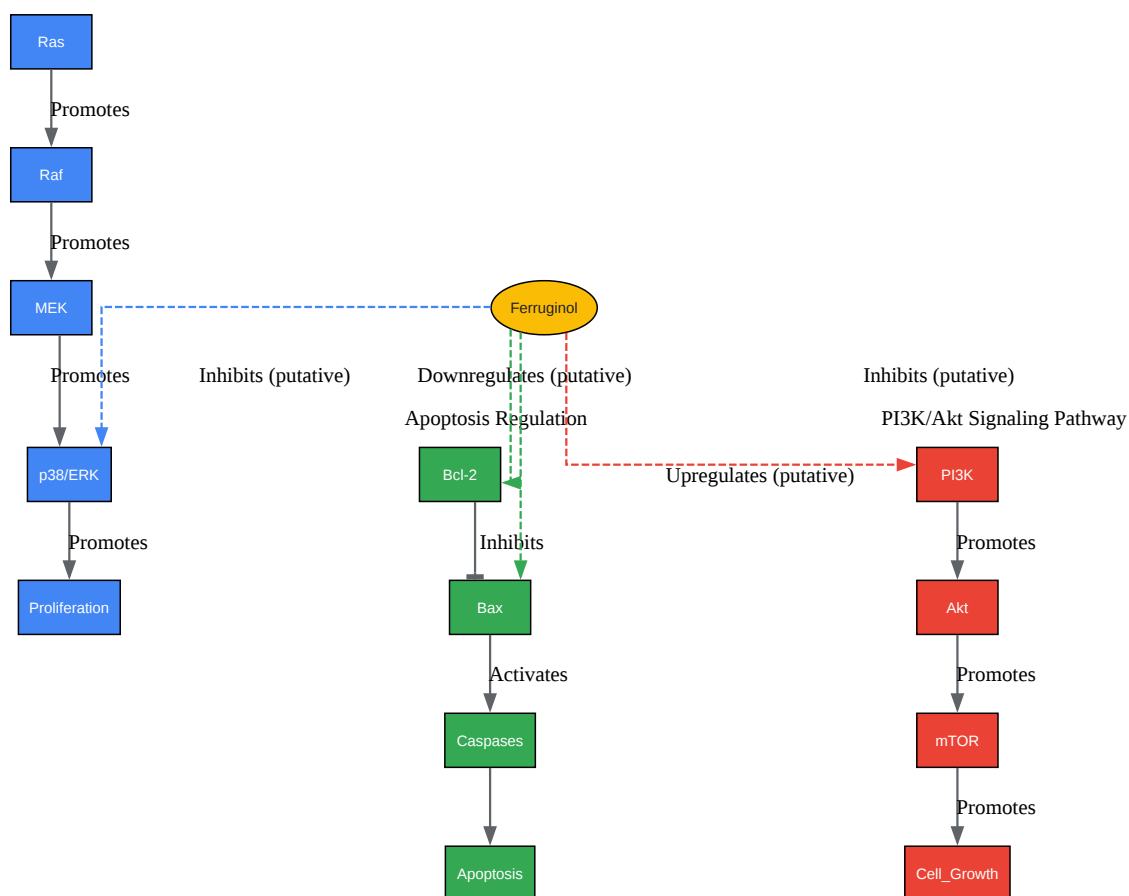 Ras
Promotes
Raf
Promotes
MEK
Ferruginol
Promotes
Inhibits (putative)
Downregulates (putative)
Inhibits (putative)
Apoptosis Regulation
PI3K/Akt Signaling Pathway
p38/ERK
Bcl-2
Upregulates (putative)
PI3K
Promotes
Inhibits
Promotes
Proliferation
Bax
Akt
Activates
Promotes
Caspases
mTOR
Promotes
Apoptosis
Cell_Growth